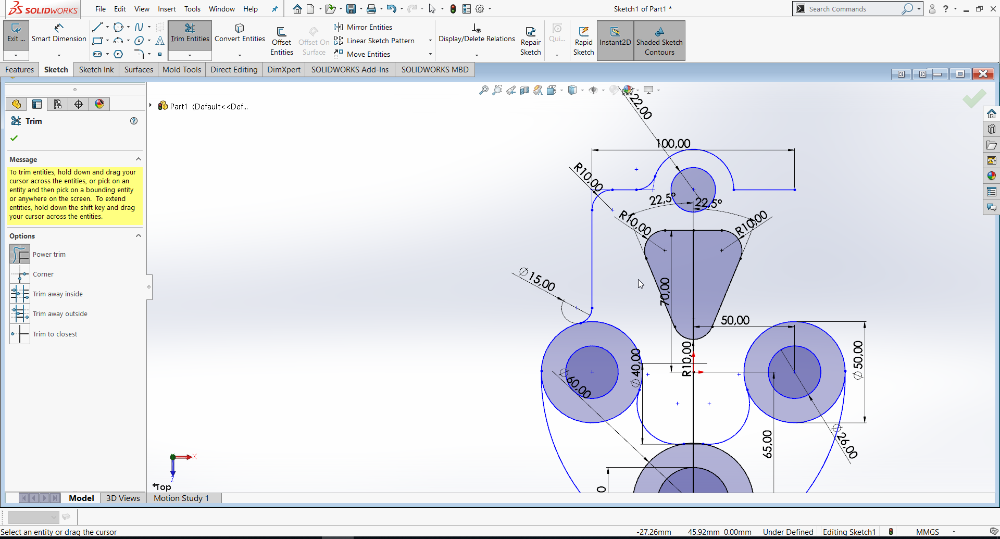 SOLIDWORKS
File Edit View Insert Tools Window Help
Sketch1 of Part1 *
Search Commands
Exit ...
Smart Dimension
Trim Entities
Convert Entities
Offset Entities
Offset On Surface
Mirror Entities
Linear Sketch Pattern
Move Entities
Display/Delete Relations
Repair Sketch
Qui...
Rapid Sketch
Instant2D
Shaded Sketch Contours
Features Sketch Sketch Ink Surfaces Mold Tools Direct Editing DimXpert SOLIDWORKS Add-Ins SOLIDWORKS MBD
Part1 (Default<<Def...
Trim
Message
To trim entities, hold down and drag your
cursor across the entities, or pick on an
entity and then pick on a bounding entity
or anywhere on the screen. To extend
entities, hold down the shift key and drag
your cursor across the entities.
Options
Power trim
Corner
Trim away inside
Trim away outside
Trim to closest
22,00
100,00
R10,00
22,5°
22,5°
R10,00
R10,00
Ø 15,00
70,00
50,00
R10,00
Ø 40,00
Ø 50,00
Ø 60,00
65,00
Ø 26,00
0
X
Z
*Top
Model 3D Views Motion Study 1
Select an entity or drag the cursor
-27.26mm 45.92mm 0.00mm Under Defined Editing Sketch1 MMGS